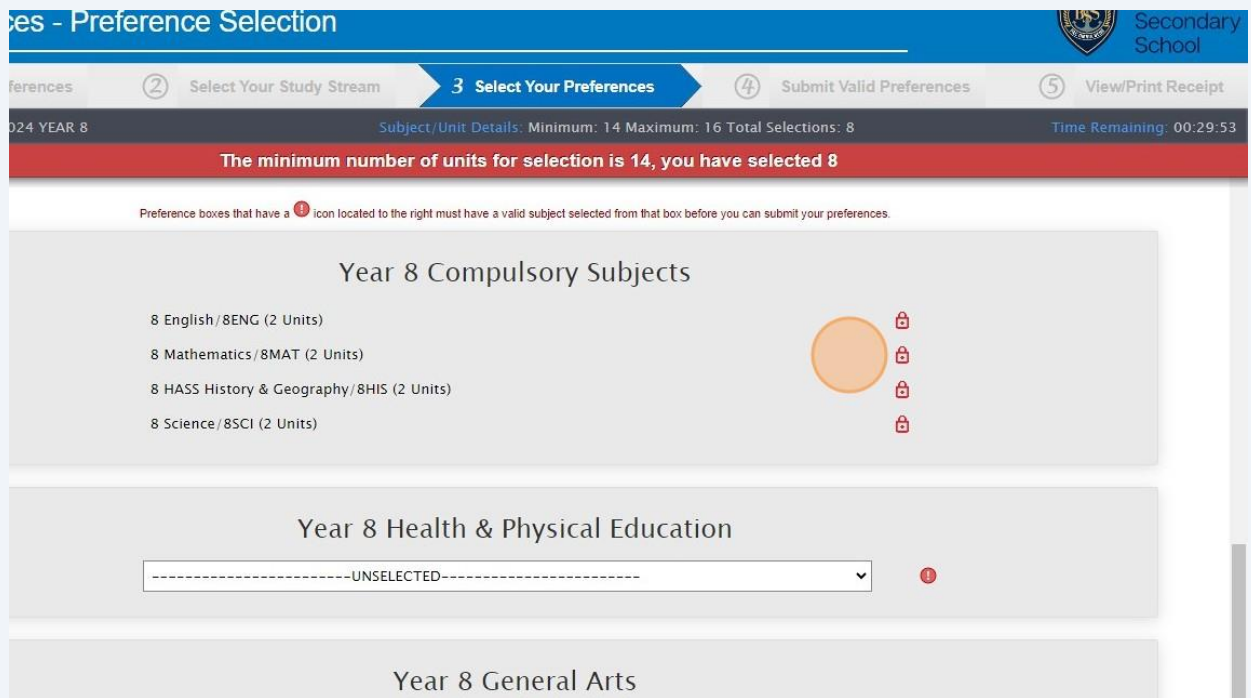 ces - Preference Selection
Secondary
School
ferences
2 Select Your Study Stream
3 Select Your Preferences
4 Submit Valid Preferences
5 View/Print Receipt
024 YEAR 8
Subject/Unit Details: Minimum: 14 Maximum: 16 Total Selections: 8
Time Remaining: 00:29:53
The minimum number of units for selection is 14, you have selected 8
Preference boxes that have a ! icon located to the right must have a valid subject selected from that box before you can submit your preferences.
Year 8 Compulsory Subjects
8 English/8ENG (2 Units)
8 Mathematics/8MAT (2 Units)
8 HASS History & Geography/8HIS (2 Units)
8 Science/8SCI (2 Units)
Year 8 Health & Physical Education
------------------------UNSELECTED------------------------
Year 8 General Arts